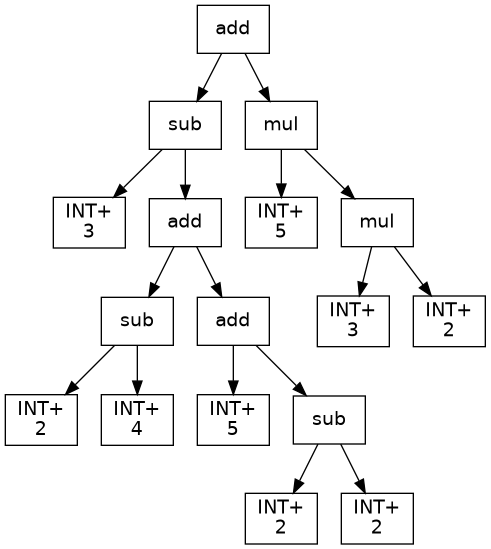 add
sub
mul
INT+
3
add
INT+
5
mul
sub
add
INT+
3
INT+
2
INT+
2
INT+
4
INT+
5
sub
INT+
2
INT+
2